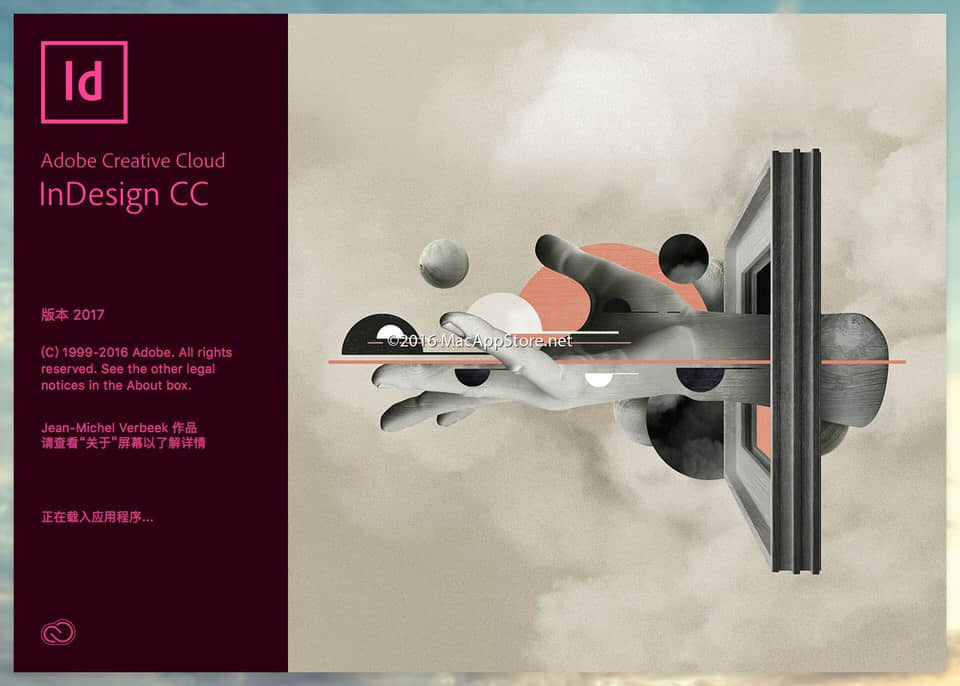 Id
Adobe Creative Cloud
InDesign CC
版本 2017
(C) 1999-2016 Adobe. All rights
reserved. See the other legal
notices in the About box.
Jean-Michel Verbeek 作品
请查看“关于”屏幕以了解详情
正在载入应用程序...
©2016 MacAppStore.net